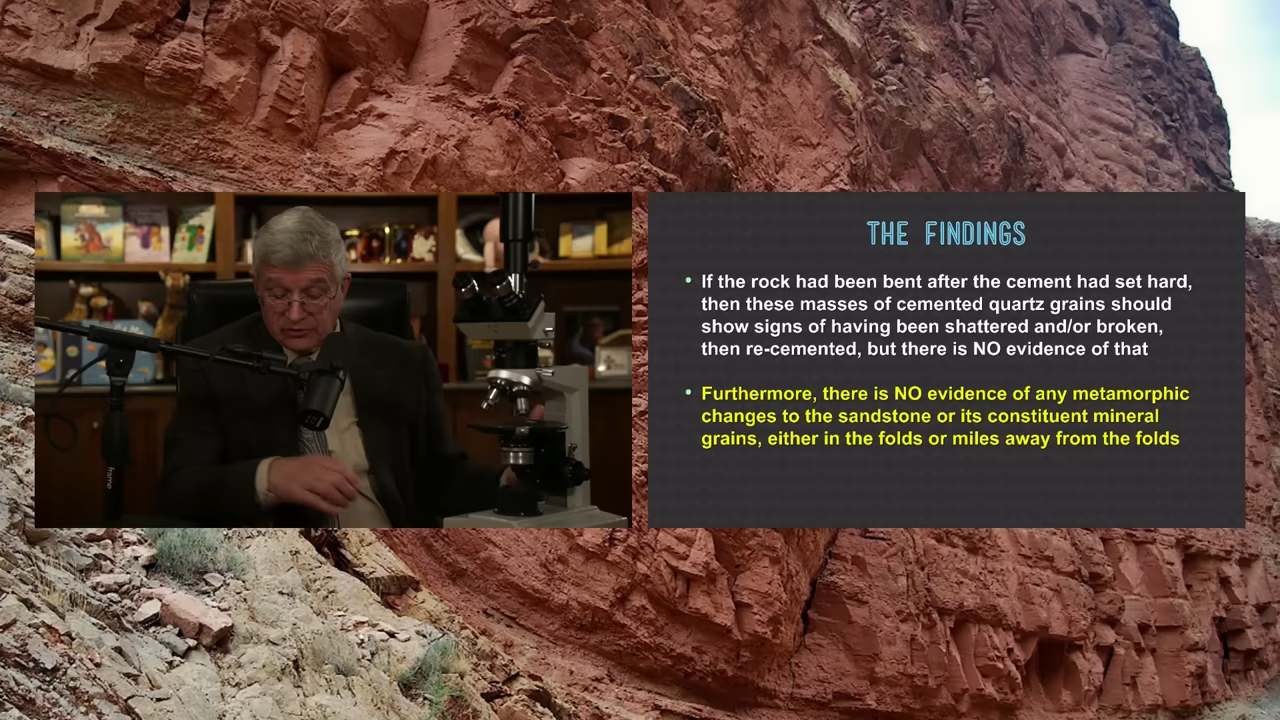 THE FINDINGS
• If the rock had been bent after the cement had set hard,
then these masses of cemented quartz grains should
show signs of having been shattered and/or broken,
then re-cemented, but there is NO evidence of that
• Furthermore, there is NO evidence of any metamorphic
changes to the sandstone or its constituent mineral
grains, either in the folds or miles away from the folds
frame